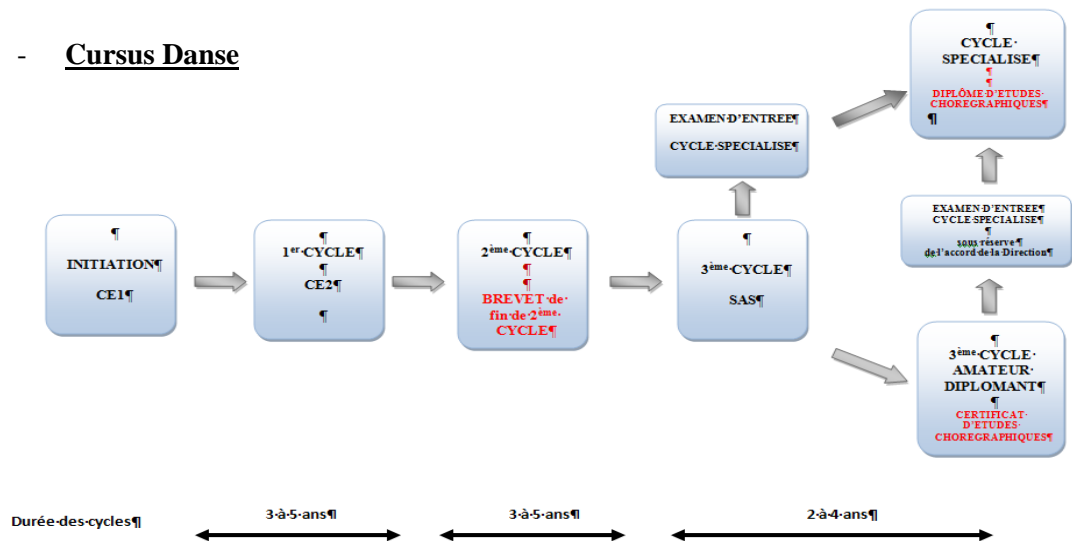 - Cursus Danse
CYCLE
SPECIALISE
DIPLÔME D'ETUDES
CHOREGRAPHIQUES
EXAMEN D'ENTREE
CYCLE SPECIALISE
EXAMEN D'ENTREE
CYCLE SPECIALISE
sous réserve
de l'accord de la Direction
INITIATION
CE1
1er CYCLE
CE2
2ème CYCLE
BREVET de
fin de 2ème
CYCLE
3ème CYCLE
SAS
3ème CYCLE
AMATEUR
DIPLOMANT
CERTIFICAT
D'ETUDES
CHOREGRAPHIQUES
Durée des cycles
3 à 5 ans
3 à 5 ans
2 à 4 ans